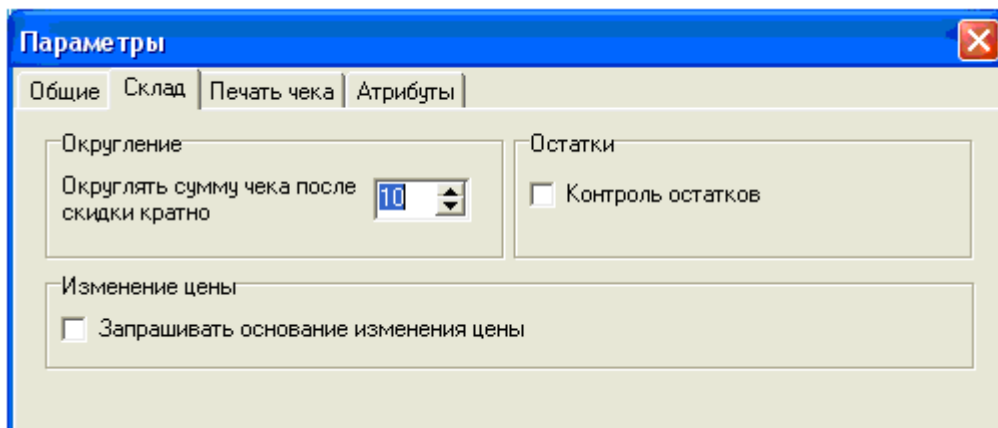 Параметры
Общие Склад Печать чека Атрибуты
Округление
Округлять сумму чека после
скидки кратно
10
Остатки
Контроль остатков
Изменение цены
Запрашивать основание изменения цены